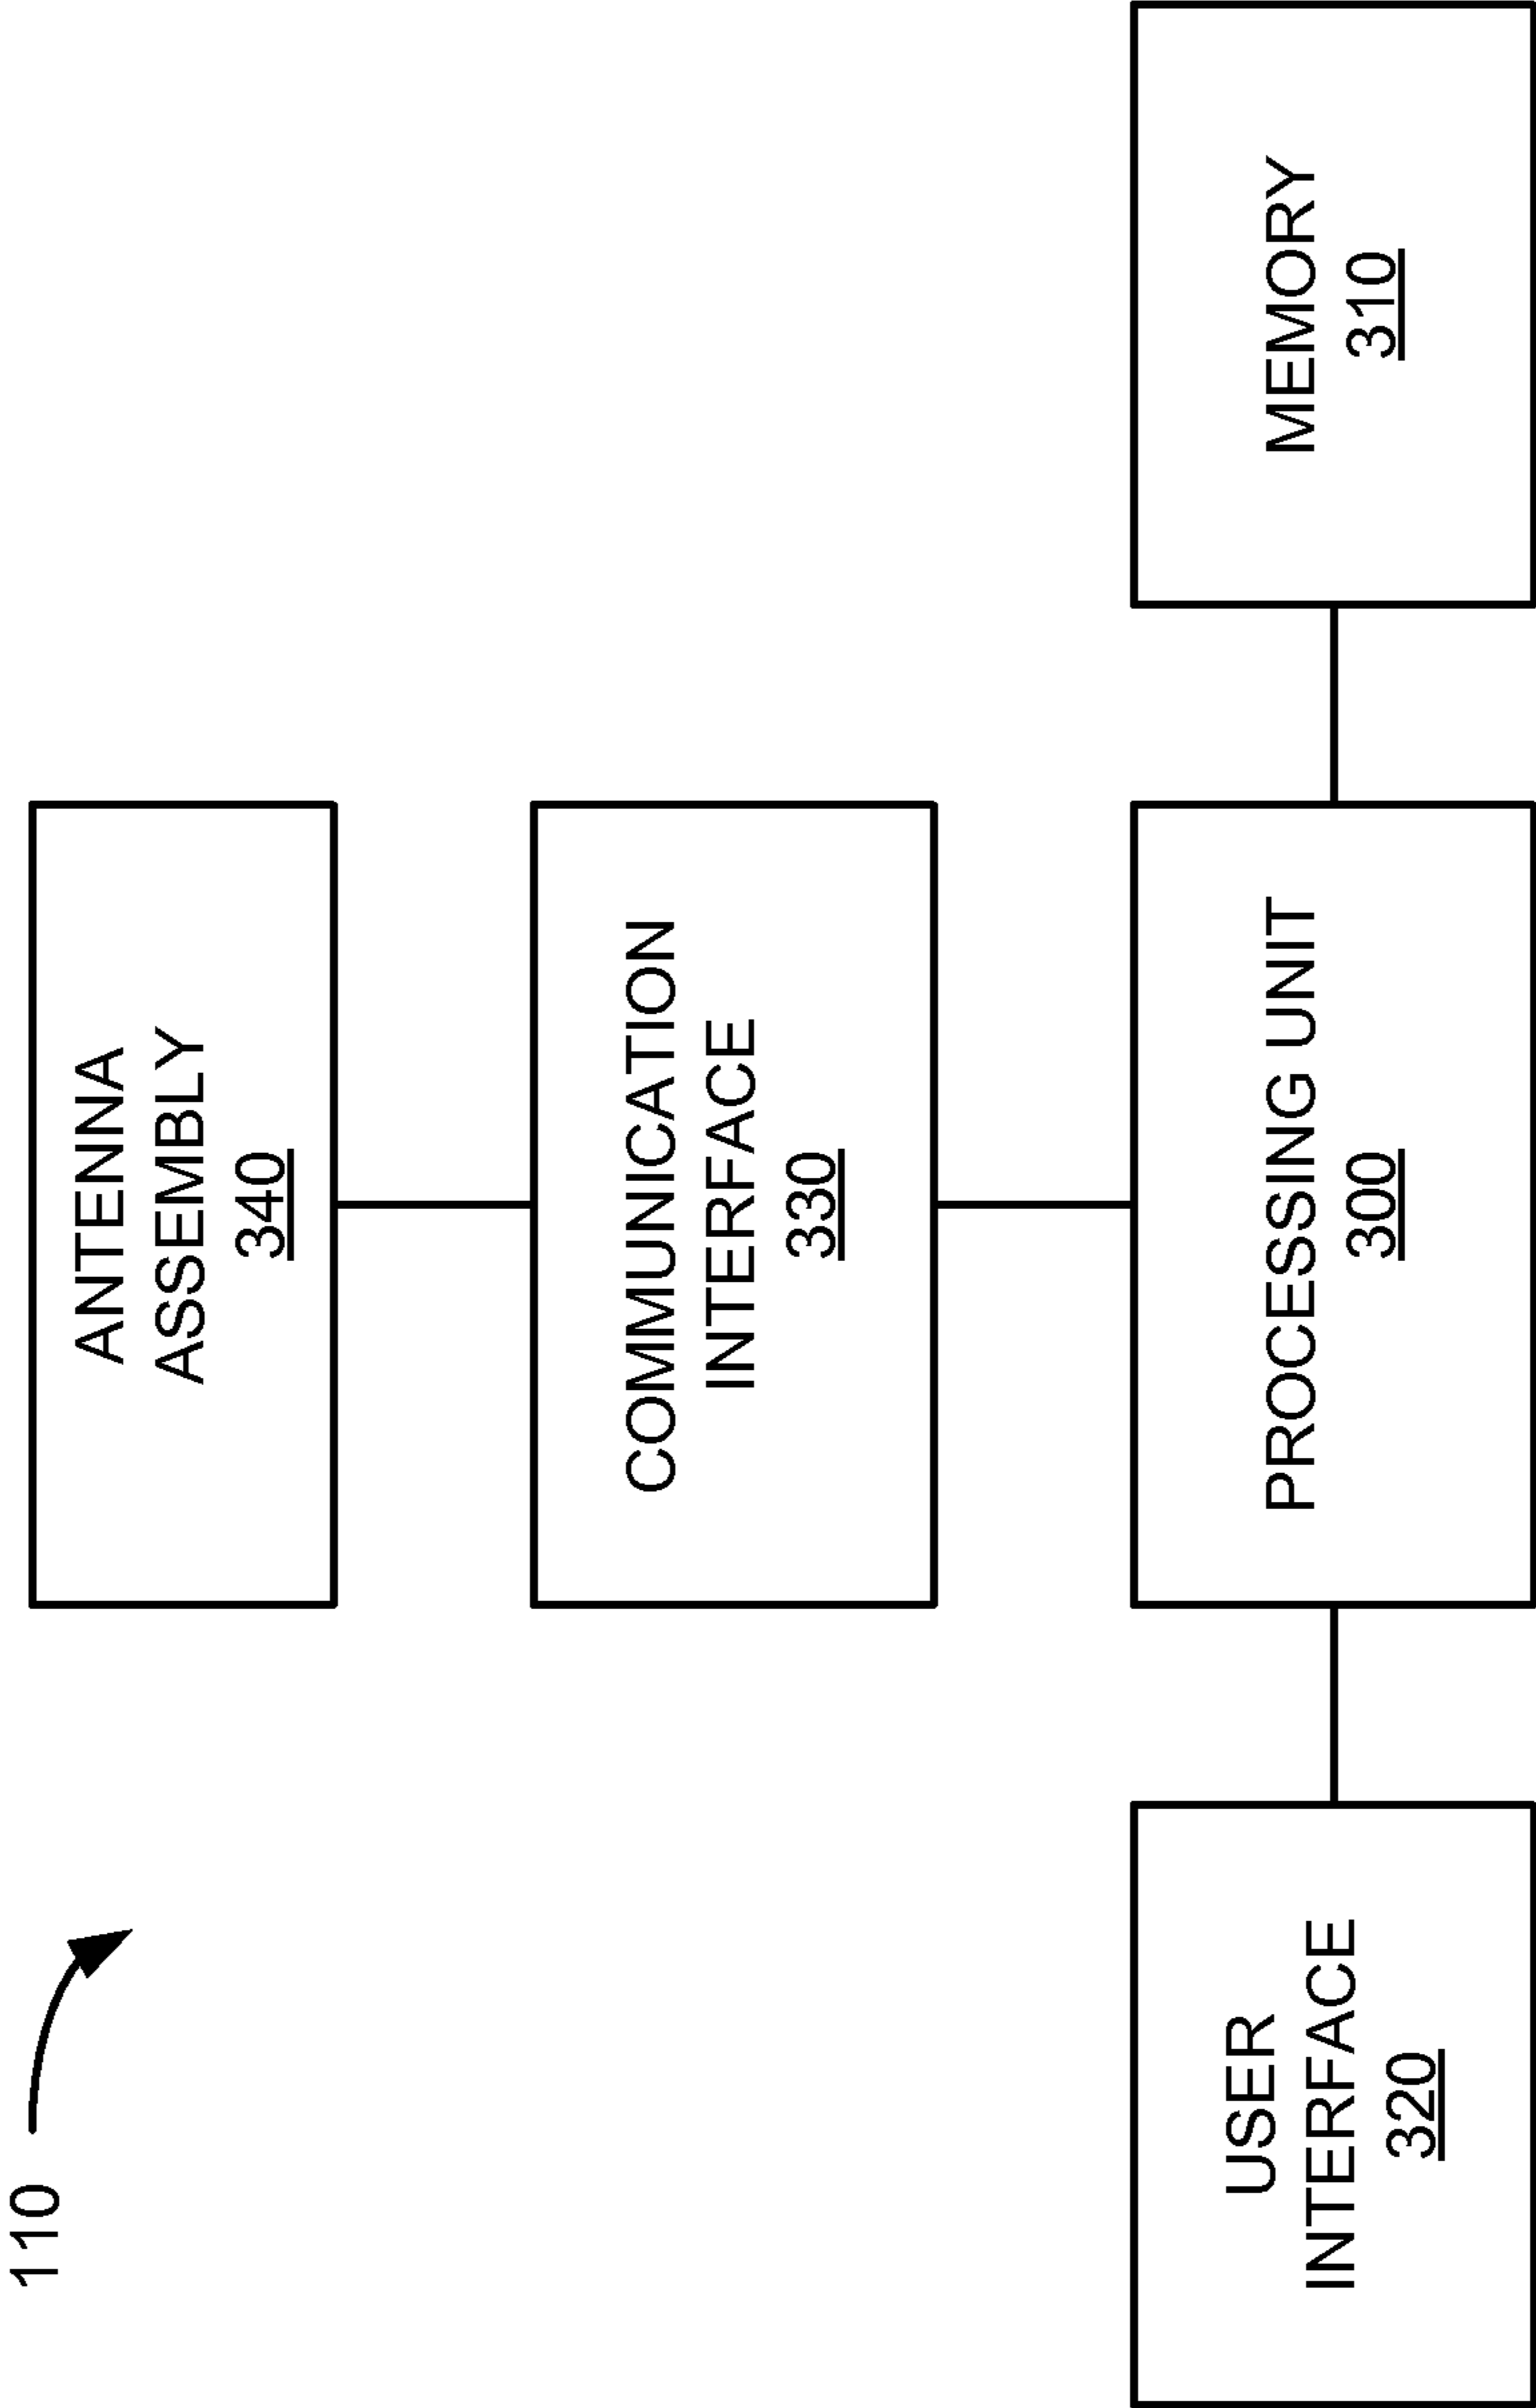 110
ANTENNA
ASSEMBLY
340
COMMUNICATION
INTERFACE
330
USER
INTERFACE
320
PROCESSING UNIT
300
MEMORY
310